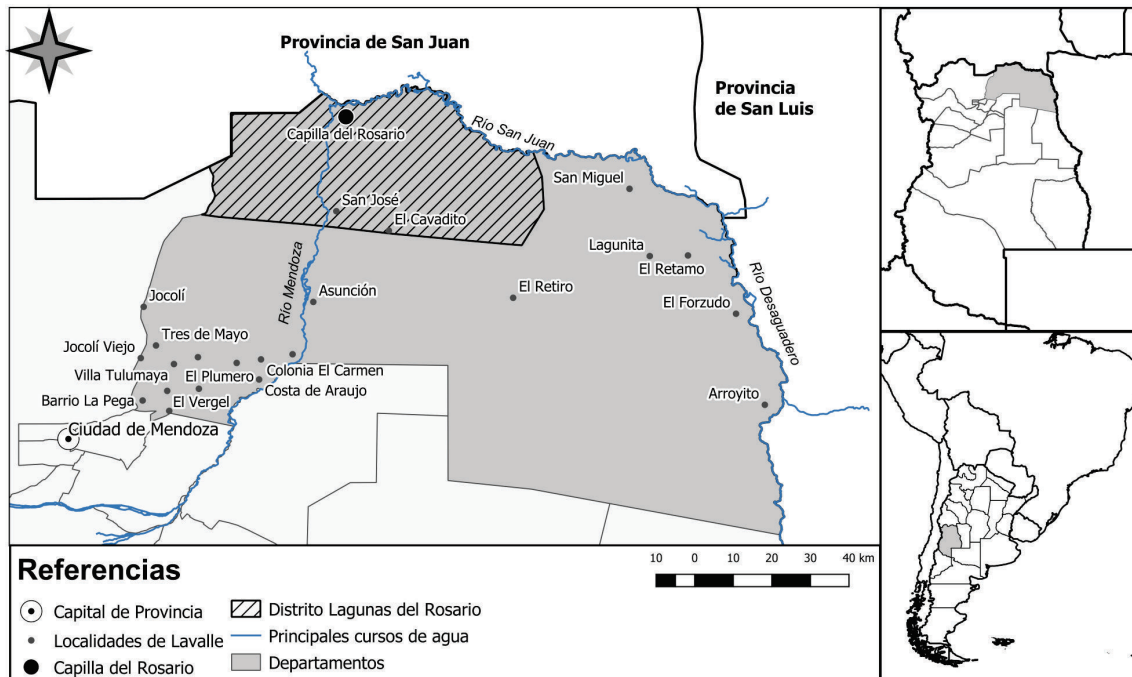 Provincia de San Juan
Provincia
de San Luis
Capilla del Rosario
Río San Juan
San Miguel
San José
El Cavadito
Lagunita
El Retamo
Río Mendoza
Río Desaguadero
Jocolí
Asunción
El Retiro
El Forzudo
Tres de Mayo
Jocolí Viejo
Villa Tulumaya
El Plumero
Colonia El Carmen
Costa de Araujo
Barrio La Pega
El Vergel
Arroyito
Ciudad de Mendoza
Referencias
10 0 10 20 30 40 km
Capital de Provincia
Distrito Lagunas del Rosario
Localidades de Lavalle
Principales cursos de agua
Capilla del Rosario
Departamentos